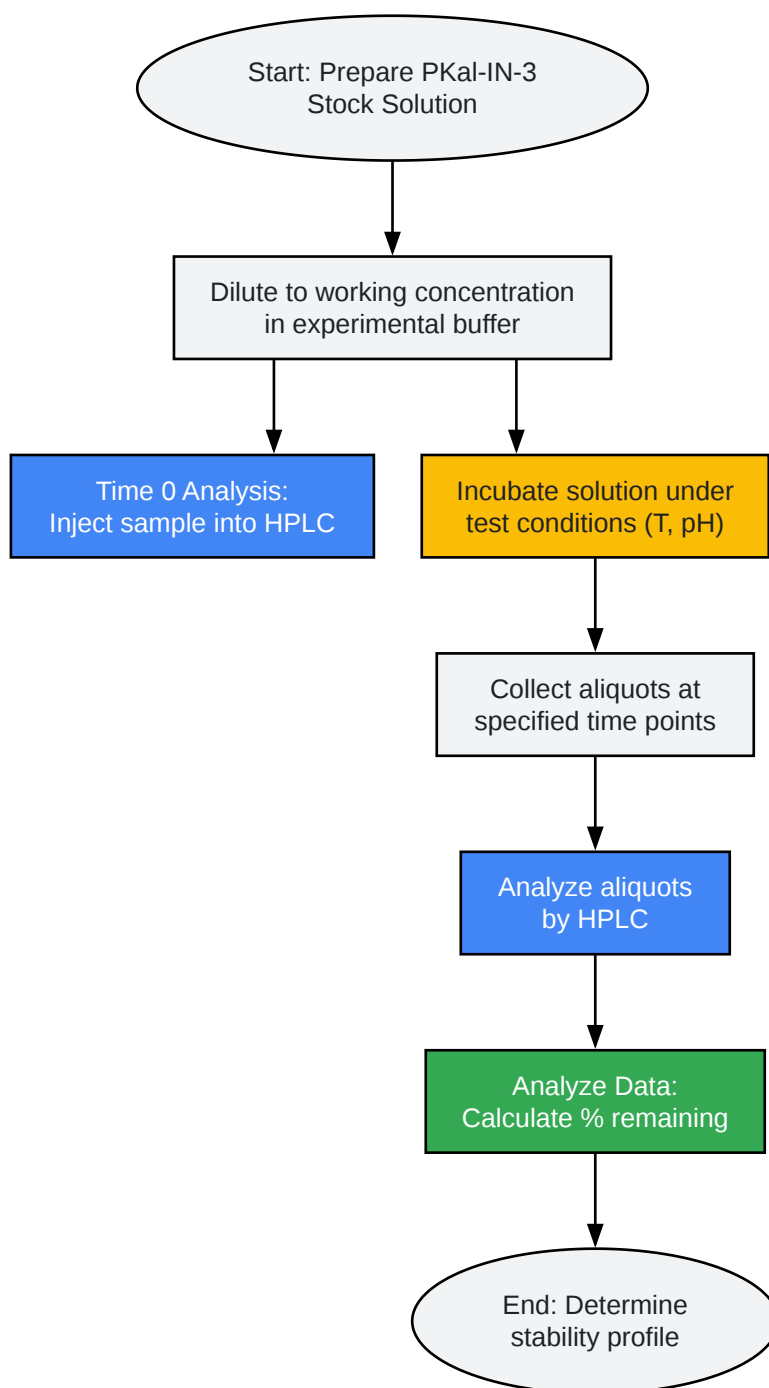 Start: Prepare PKal-IN-3
Stock Solution
Dilute to working concentration
in experimental buffer
Time 0 Analysis:
Inject sample into HPLC
Incubate solution under
test conditions (T, pH)
Collect aliquots at
specified time points
Analyze aliquots
by HPLC
Analyze Data:
Calculate % remaining
End: Determine
stability profile